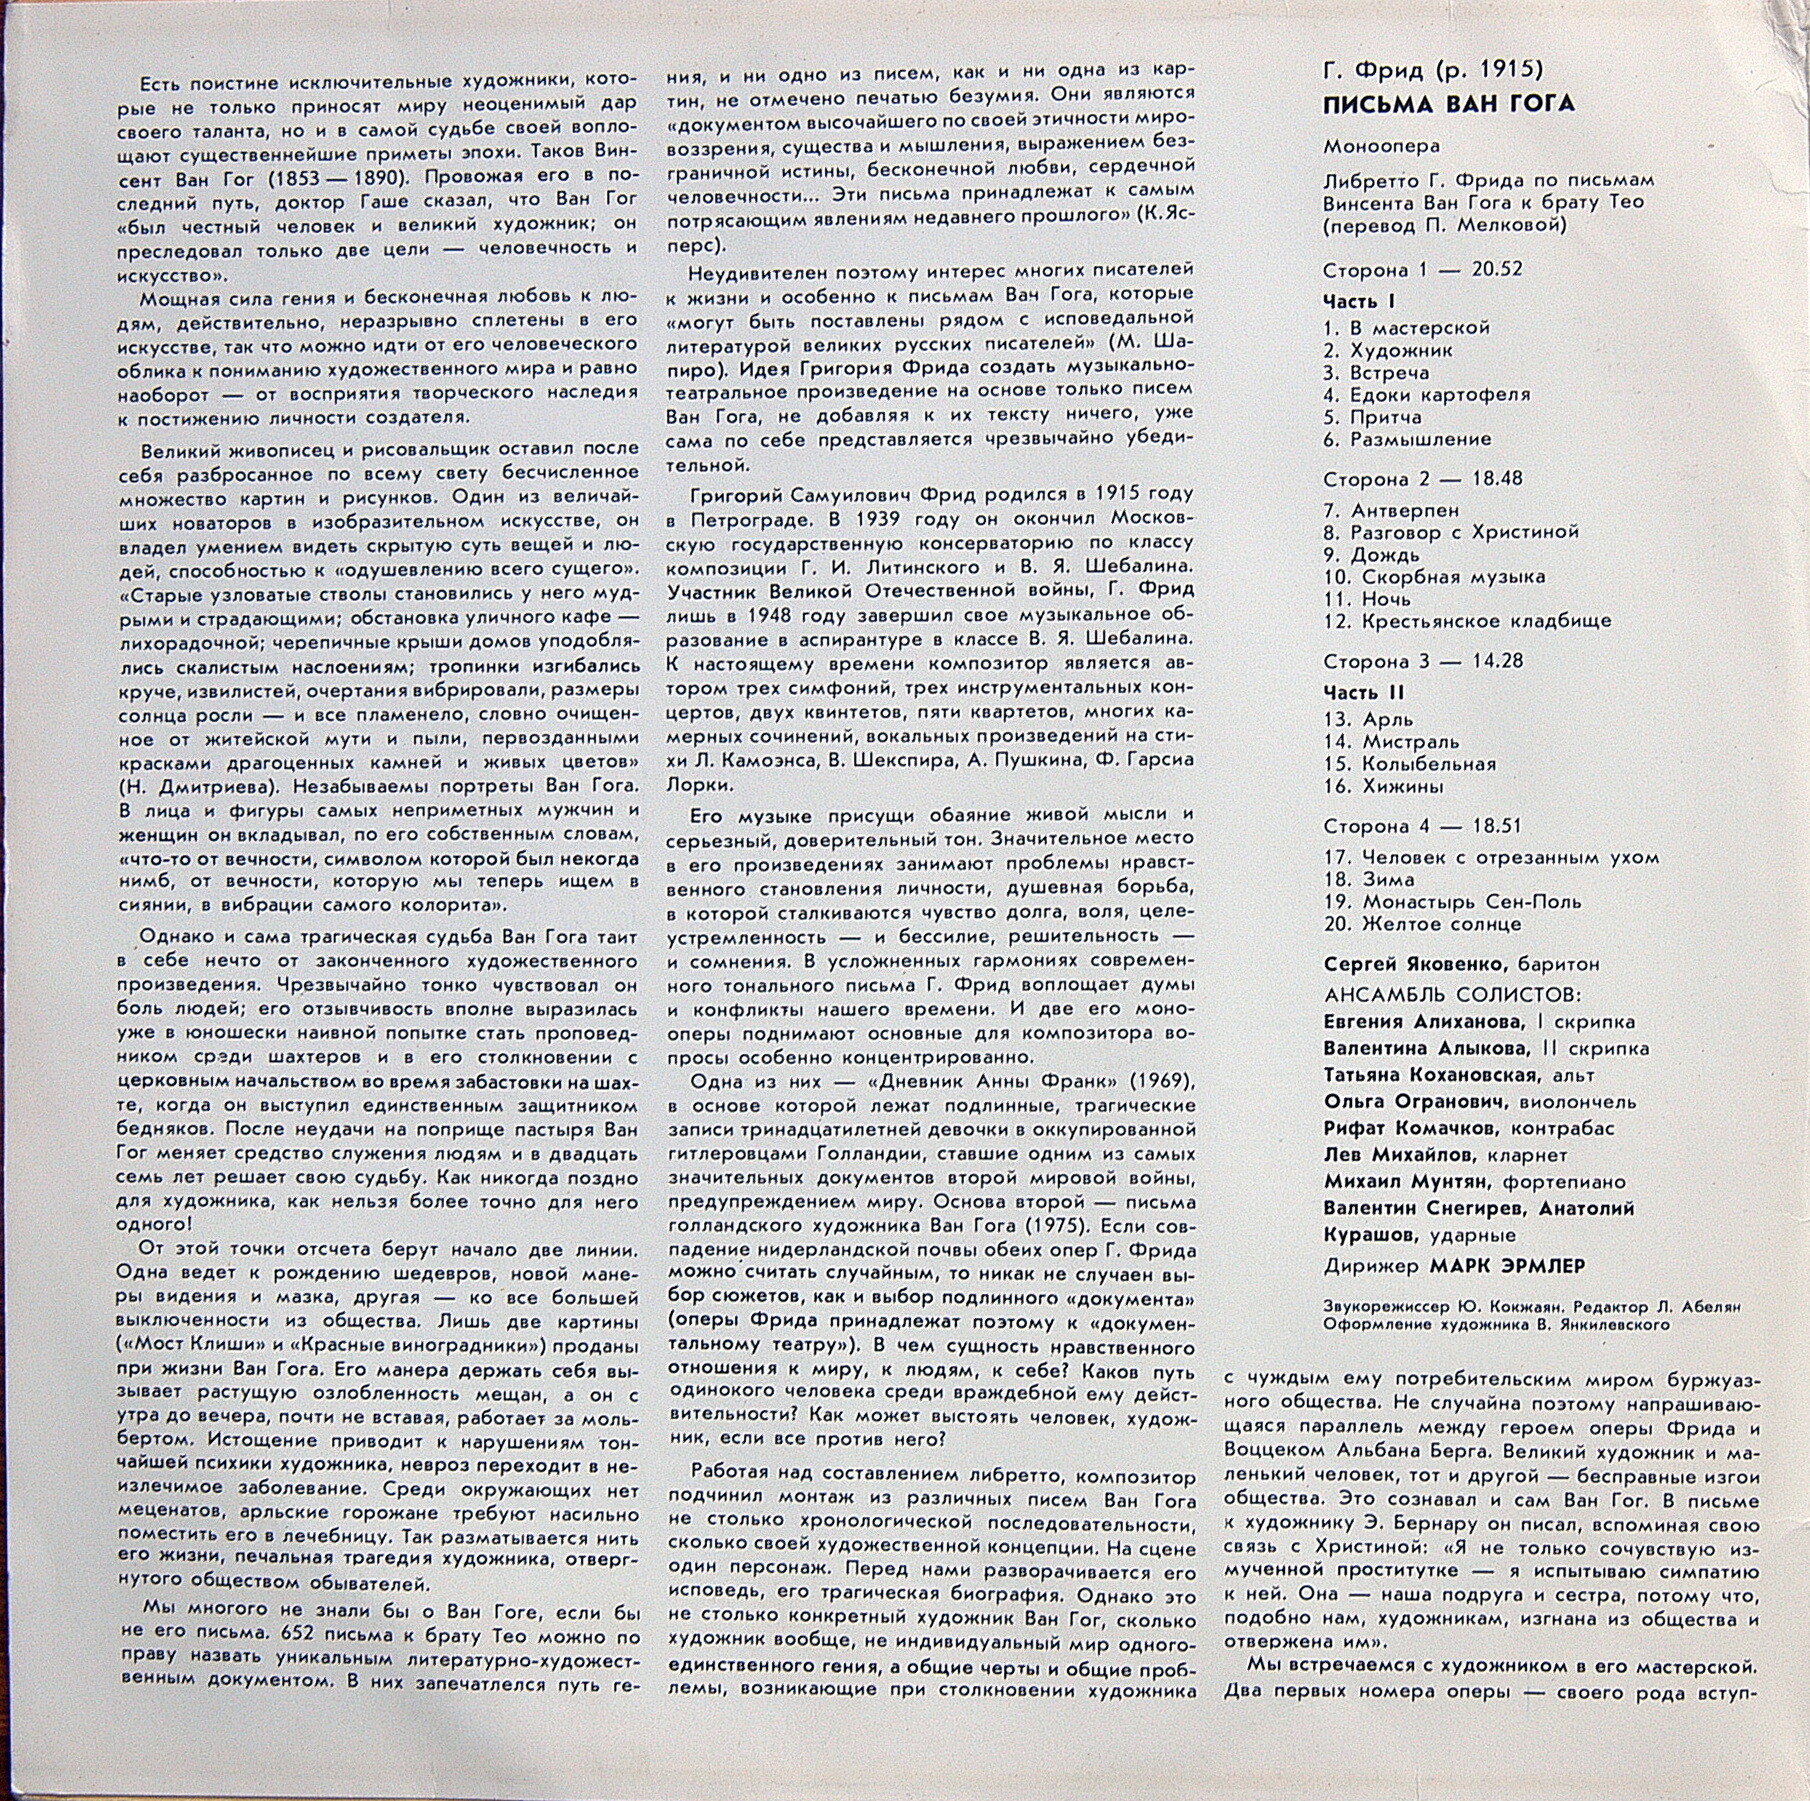 Есть поистине исключительные художники, кото-
рые не только приносят миру неоценимый дар
своего таланта, но и в самой судьбе своей вопло-
щают существеннейшие приметы эпохи. Таков Вин-
сент Ван Гог (1853 — 1890). Провожая его в по-
следний путь, доктор Гаше сказал, что Ван Гог
«был честный человек и великий художник; он
преследовал только две цели — человечность и
искусство».
Мощная сила гения и бесконечная любовь к лю-
дям, действительно, неразрывно сплетены в его
искусстве, так что можно идти от его человеческого
облика к пониманию художественного мира и равно
наоборот — от восприятия творческого наследия
к постижению личности создателя.
Великий живописец и рисовальщик оставил после
себя разбросанное по всему свету бесчисленное
множество картин и рисунков. Один из величай-
ших новаторов в изобразительном искусстве, он
владел умением видеть скрытую суть вещей и лю-
дей, способностью к «одушевлению всего сущего».
«Старые узловатые стволы становились у него муд-
рыми и страдающими; обстановка уличного кафе —
лихорадочной; черепичные крыши домов уподобля-
лись скалистым наслоениям; тропинки изгибались
круче, извилистей, очертания вибрировали, размеры
солнца росли — и все пламенело, словно очищен-
ное от житейской мути и пыли, первозданными
красками драгоценных камней и живых цветов»
(Н. Дмитриева). Незабываемы портреты Ван Гога.
В лица и фигуры самых неприметных мужчин и
женщин он вкладывал, по его собственным словам,
«что-то от вечности, символом которой был некогда
нимб, от вечности, которую мы теперь ищем в
сиянии, в вибрации самого колорита».
Однако и сама трагическая судьба Ван Гога таит
в себе нечто от законченного художественного
произведения. Чрезвычайно тонко чувствовал он
боль людей; его отзывчивость вполне выразилась
уже в юношески наивной попытке стать проповед-
ником среди шахтеров и в его столкновении с
церковным начальством во время забастовки на шах-
те, когда он выступил единственным защитником
бедняков. После неудачи на поприще пастыря Ван
Гог меняет средство служения людям и в двадцать
семь лет решает свою судьбу. Как никогда поздно
для художника, как нельзя более точно для него
одного!
От этой точки отсчета берут начало две линии.
Одна ведет к рождению шедевров, новой мане-
ры видения и мазка, другая — ко все большей
выключенности из общества. Лишь две картины
(«Мост Клиши» и «Красные виноградники») проданы
при жизни Ван Гога. Его манера держать себя вы-
зывает растущую озлобленность мещан, а он с
утра до вечера, почти не вставая, работает за моль-
бертом. Истощение приводит к нарушениям тон-
чайшей психики художника, невроз переходит в не-
излечимое заболевание. Среди окружающих нет
меценатов, арльские горожане требуют насильно
поместить его в лечебницу. Так разматывается нить
его жизни, печальная трагедия художника, отверг-
нутого обществом обывателей.
Мы многого не знали бы о Ван Гоге, если бы
не его письма. 652 письма к брату Тео можно по
праву назвать уникальным литературно-художест-
венным документом. В них запечатлелся путь ге-
ния, и ни одно из писем, как и ни одна из кар-
тин, не отмечено печатью безумия. Они являются
«документом высочайшего по своей этичности миро-
воззрения, существа и мышления, выражением без-
граничной истины, бесконечной любви, сердечной
человечности... Эти письма принадлежат к самым
потрясающим явлениям недавнего прошлого» (К. Яс-
перс).
Неудивителен поэтому интерес многих писателей
к жизни и особенно к письмам Ван Гога, которые
«могут быть поставлены рядом с исповедальной
литературой великих русских писателей» (М. Ша-
пиро). Идея Григория Фрида создать музыкально-
театральное произведение на основе только писем
Ван Гога, не добавляя к их тексту ничего, уже
сама по себе представляется чрезвычайно убеди-
тельной.
Григорий Самуилович Фрид родился в 1915 году
в Петрограде. В 1939 году он окончил Москов-
скую государственную консерваторию по классу
композиции Г. И. Литинского и В. Я. Шебалина.
Участник Великой Отечественной войны, Г. Фрид
лишь в 1948 году завершил свое музыкальное об-
разование в аспирантуре в классе В. Я. Шебалина.
К настоящему времени композитор является ав-
тором трех симфоний, трех инструментальных кон-
цертов, двух квинтетов, пяти квартетов, многих ка-
мерных сочинений, вокальных произведений на сти-
хи Л. Камоэнса, В. Шекспира, А. Пушкина, Ф. Гарсиа
Лорки.
Его музыке присущи обаяние живой мысли и
серьезный, доверительный тон. Значительное место
в его произведениях занимают проблемы нравст-
венного становления личности, душевная борьба,
в которой сталкиваются чувство долга, воля, целе-
устремленность — и бессилие, решительность —
и сомнения. В усложненных гармониях современ-
ного тонального письма Г. Фрид воплощает думы
и конфликты нашего времени. И две его моно-
оперы поднимают основные для композитора во-
просы особенно концентрированно.
Одна из них — «Дневник Анны Франк» (1969),
в основе которой лежат подлинные, трагические
записи тринадцатилетней девочки в оккупированной
гитлеровцами Голландии, ставшие одним из самых
значительных документов второй мировой войны,
предупреждением миру. Основа второй — письма
голландского художника Ван Гога (1975). Если сов-
падение нидерландской почвы обеих опер Г. Фрида
можно считать случайным, то никак не случаен вы-
бор сюжетов, как и выбор подлинного «документа»
(оперы Фрида принадлежат поэтому к «докумен-
тальному театру»). В чем сущность нравственного
отношения к миру, к людям, к себе? Каков путь
одинокого человека среди враждебной ему дейст-
вительности? Как может выстоять человек, худож-
ник, если все против него?
Работая над составлением либретто, композитор
подчинил монтаж из различных писем Ван Гога
не столько хронологической последовательности,
сколько своей художественной концепции. На сцене
один персонаж. Перед нами разворачивается его
исповедь, его трагическая биография. Однако это
не столько конкретный художник Ван Гог, сколько
художник вообще, не индивидуальный мир одного-
единственного гения, а общие черты и общие проб-
лемы, возникающие при столкновении художника
Г. Фрид (р. 1915)
ПИСЬМА ВАН ГОГА
Моноопера
Либретто Г. Фрида по письмам
Винсента Ван Гога к брату Тео
(перевод П. Мелковой)
Сторона 1 — 20.52
Часть I
1. В мастерской
2. Художник
3. Встреча
4. Едоки картофеля
5. Притча
6. Размышление
Сторона 2 — 18.48
7. Антверпен
8. Разговор с Христиной
9. Дождь
10. Скорбная музыка
11. Ночь
12. Крестьянское кладбище
Сторона 3 — 14.28
Часть II
13. Арль
14. Мистраль
15. Колыбельная
16. Хижины
Сторона 4 — 18.51
17. Человек с отрезанным ухом
18. Зима
19. Монастырь Сен-Поль
20. Желтое солнце
Сергей Яковенко, баритон
АНСАМБЛЬ СОЛИСТОВ:
Евгения Алиханова, I скрипка
Валентина Алыкова, II скрипка
Татьяна Кохановская, альт
Ольга Огранович, виолончель
Рифат Комачков, контрабас
Лев Михайлов, кларнет
Михаил Мунтян, фортепиано
Валентин Снегирев, Анатолий
Курашов, ударные
Дирижер МАРК ЭРМЛЕР
Звукорежиссер Ю. Кокжаян. Редактор Л. Абелян
Оформление художника В. Янкилевского
с чуждым ему потребительским миром буржуаз-
ного общества. Не случайна поэтому напрашиваю-
щаяся параллель между героем оперы Фрида и
Воццеком Альбана Берга. Великий художник и ма-
ленький человек, тот и другой — бесправные изгои
общества. Это сознавал и сам Ван Гог. В письме
к художнику Э. Бернару он писал, вспоминая свою
связь с Христиной: «Я не только сочувствую из-
мученной проститутке — я испытываю симпатию
к ней. Она — наша подруга и сестра, потому что,
подобно нам, художникам, изгнана из общества и
отвержена им».
Мы встречаемся с художником в его мастерской.
Два первых номера оперы — своего рода вступ-